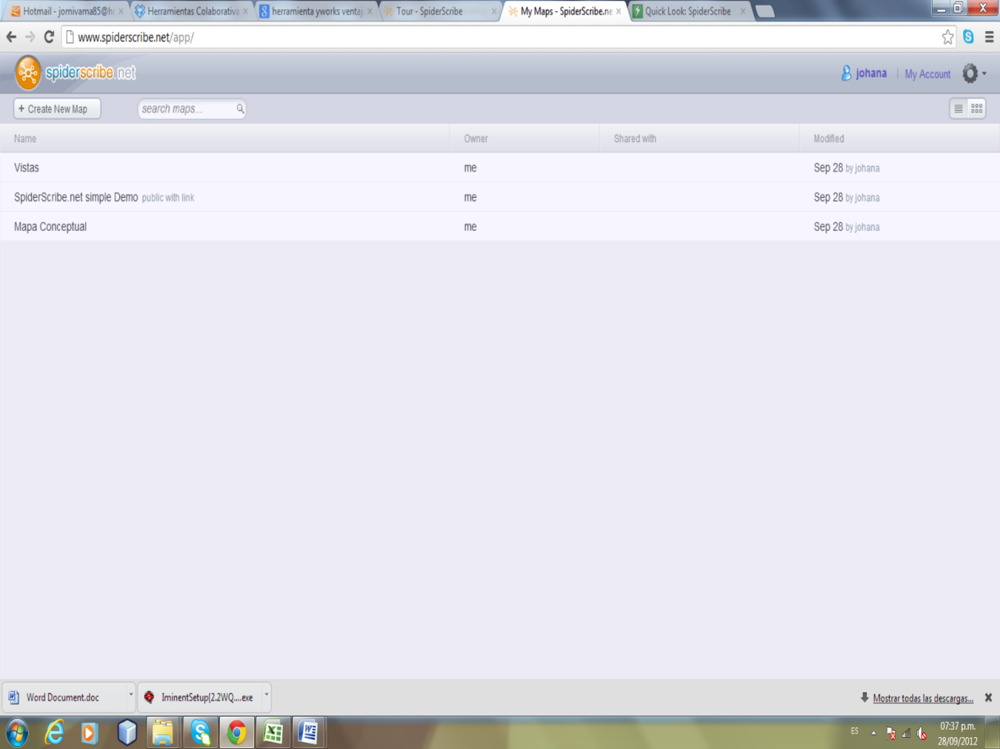 Hotmail - jomivama85@h
Herramientas Colaborativa
herramienta yworks ventaj
Tour - SpiderScribe
My Maps - SpiderScribe.ne
Quick Look: SpiderScribe
www.spiderscribe.net/app/
spiderscribe.net
johana | My Account
+ Create New Map
search maps...
Name Owner Shared with Modified
Vistas me Sep 28 by johana
SpiderScribe.net simple Demo public with link me Sep 28 by johana
Mapa Conceptual me Sep 28 by johana
Word Document.doc
IminentSetup(2.2WQ....exe
Mostrar todas las descargas...
ES
07:37 p.m.
28/09/2012